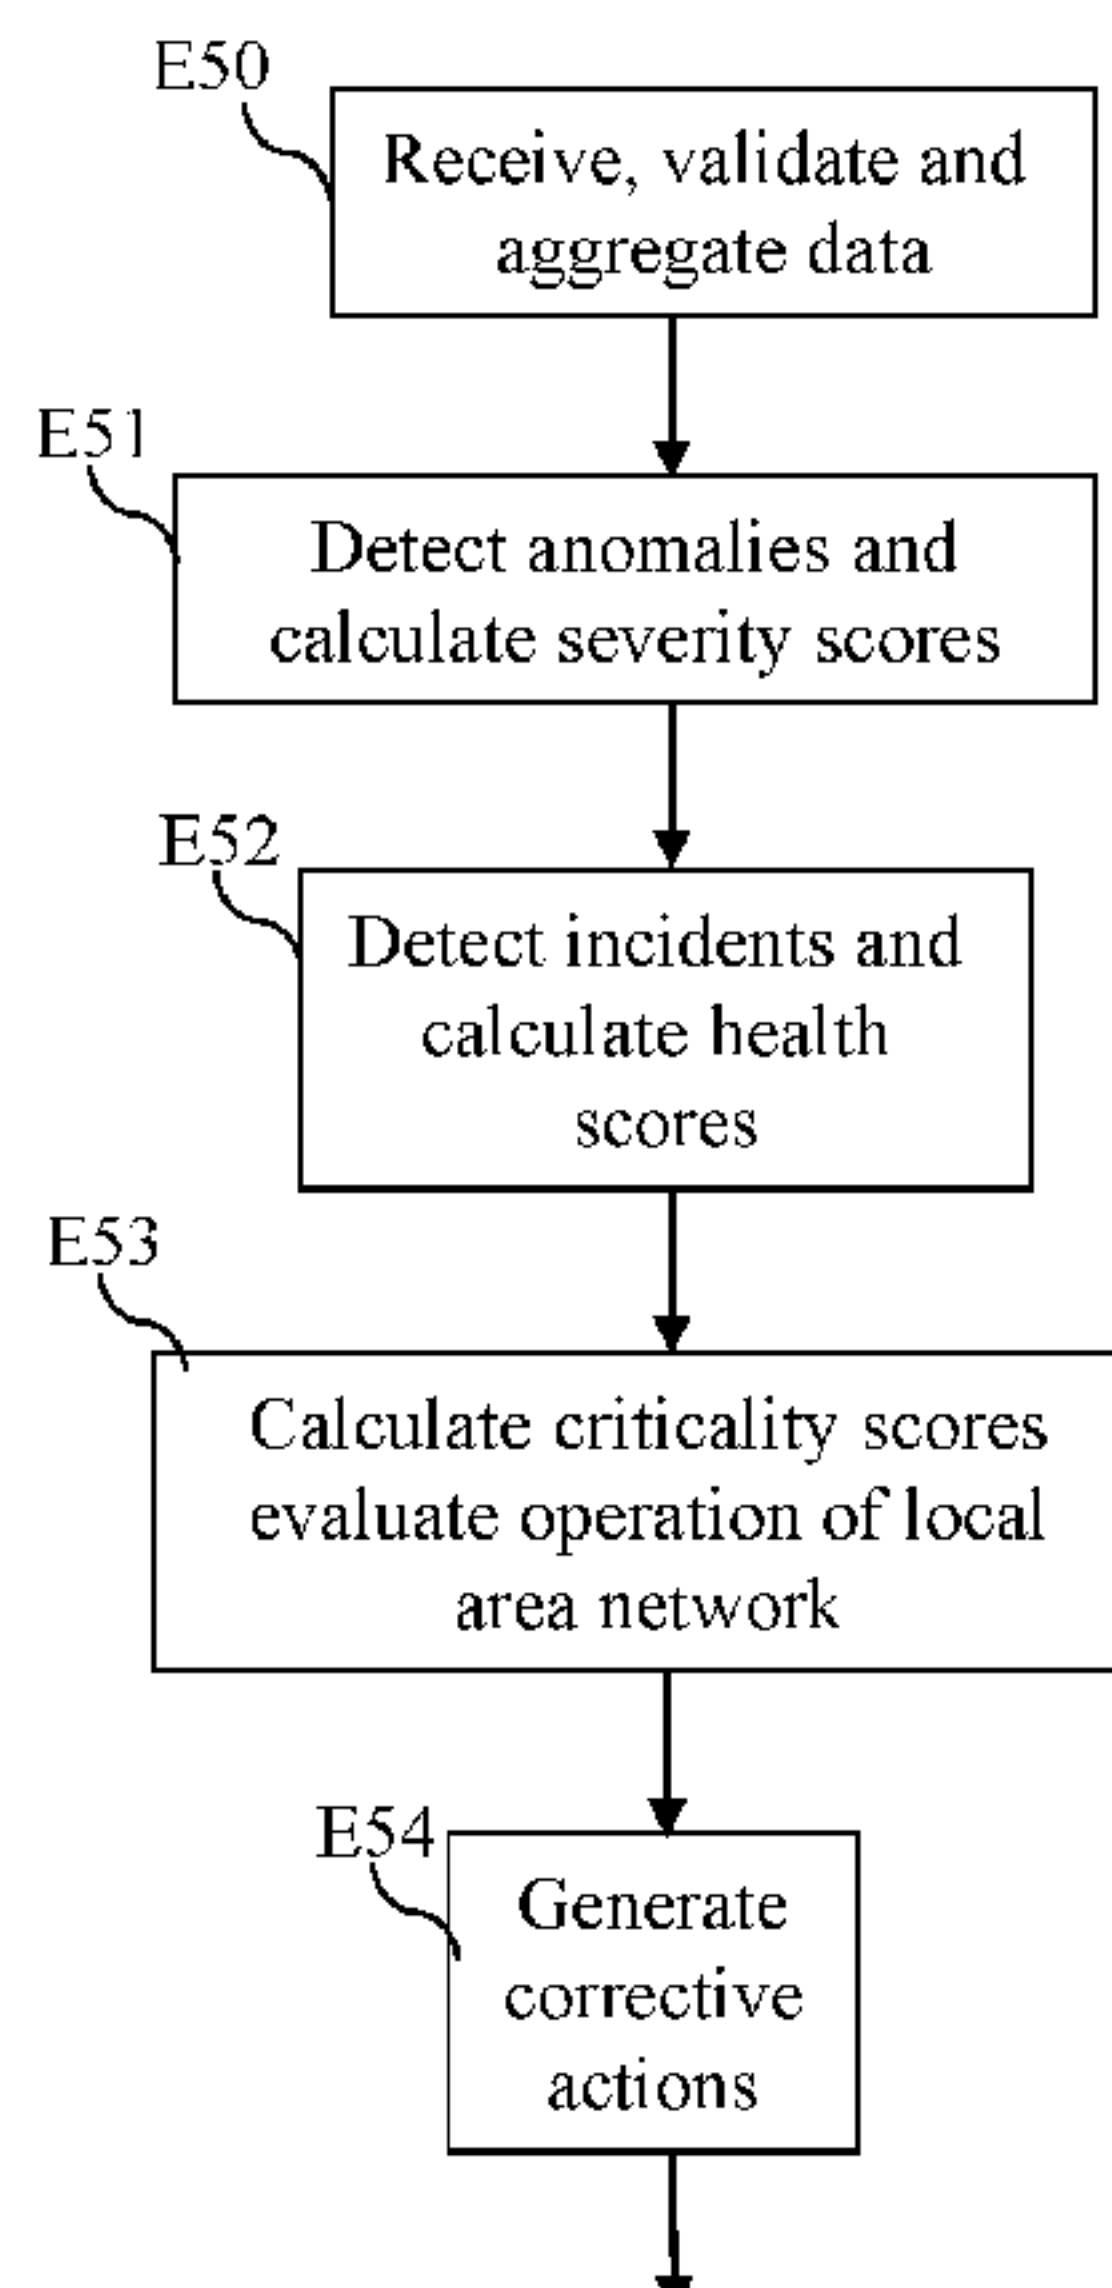 E50
Receive, validate and
aggregate data
E51
Detect anomalies and
calculate severity scores
E52
Detect incidents and
calculate health
scores
E53
Calculate criticality scores
evaluate operation of local
area network
E54
Generate
corrective
actions